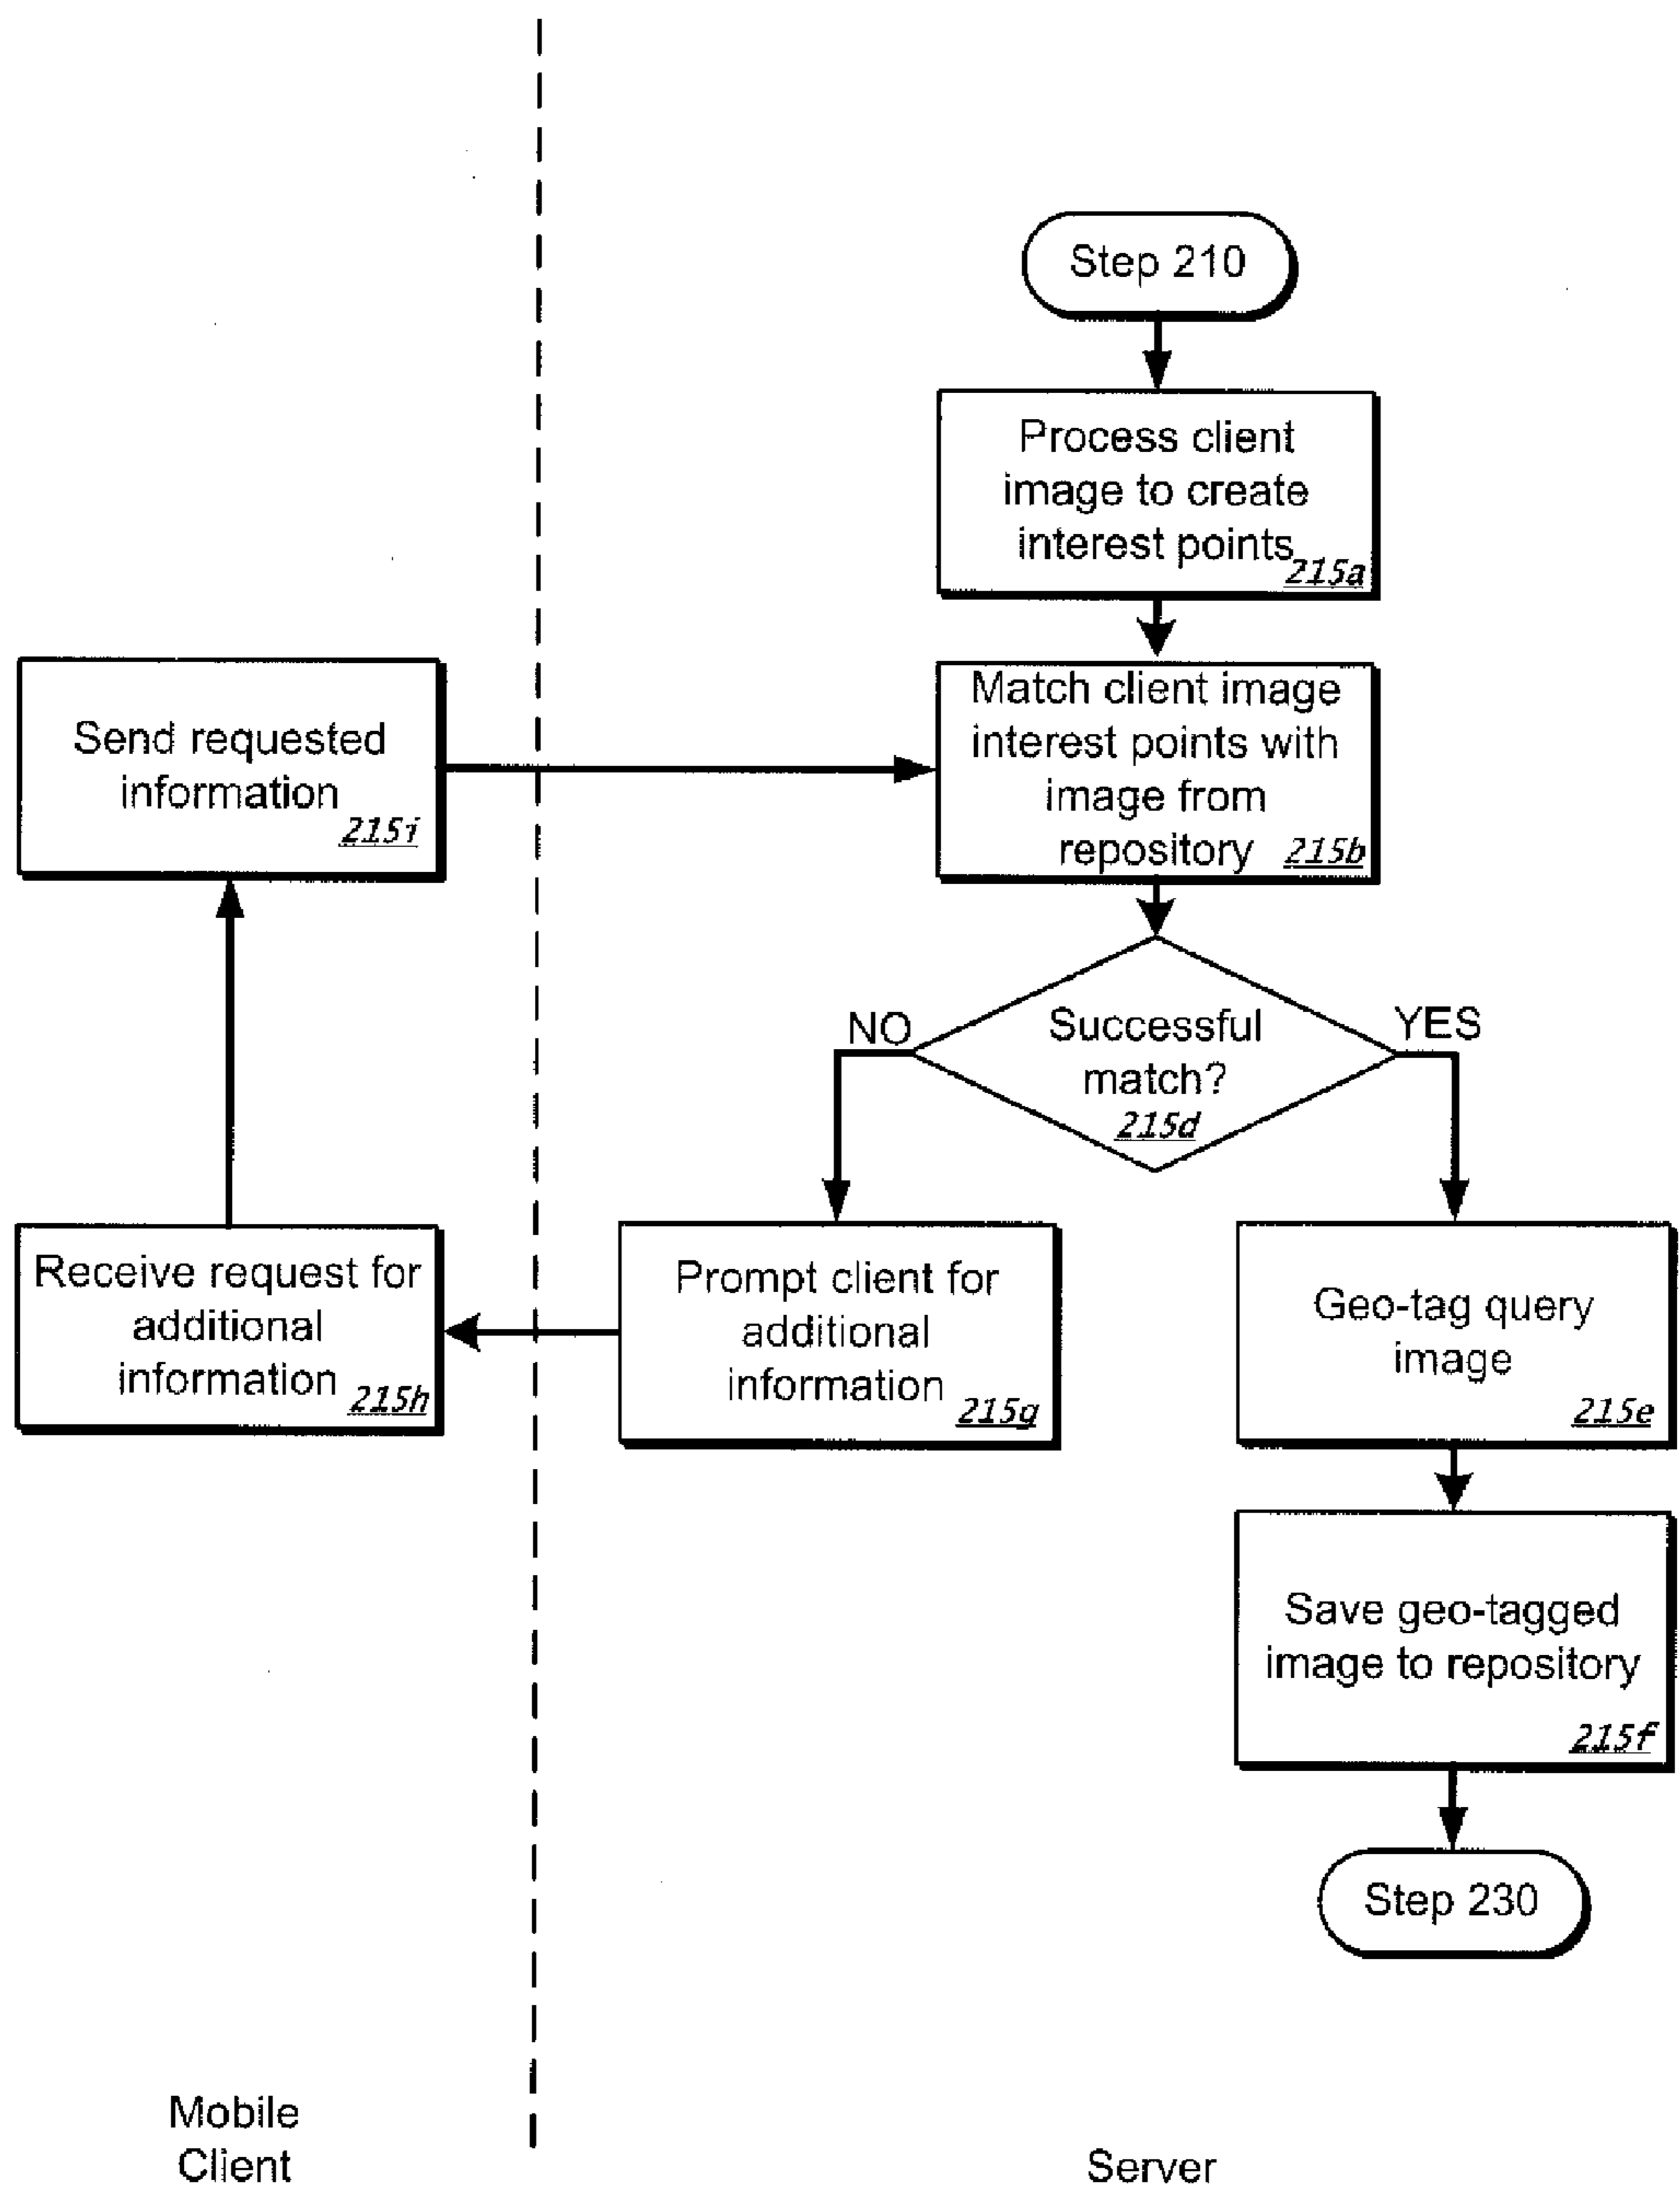 Step 210
Process client
image to create
interest points
215a
Send requested
information
215i
Match client image
interest points with
image from
repository 215b
NO
Successful
match?
215d
YES
Receive request for
additional
information 215h
Prompt client for
additional
information
215g
Geo-tag query
image
215e
Save geo-tagged
image to repository
215f
Step 230
Mobile
Client
Server